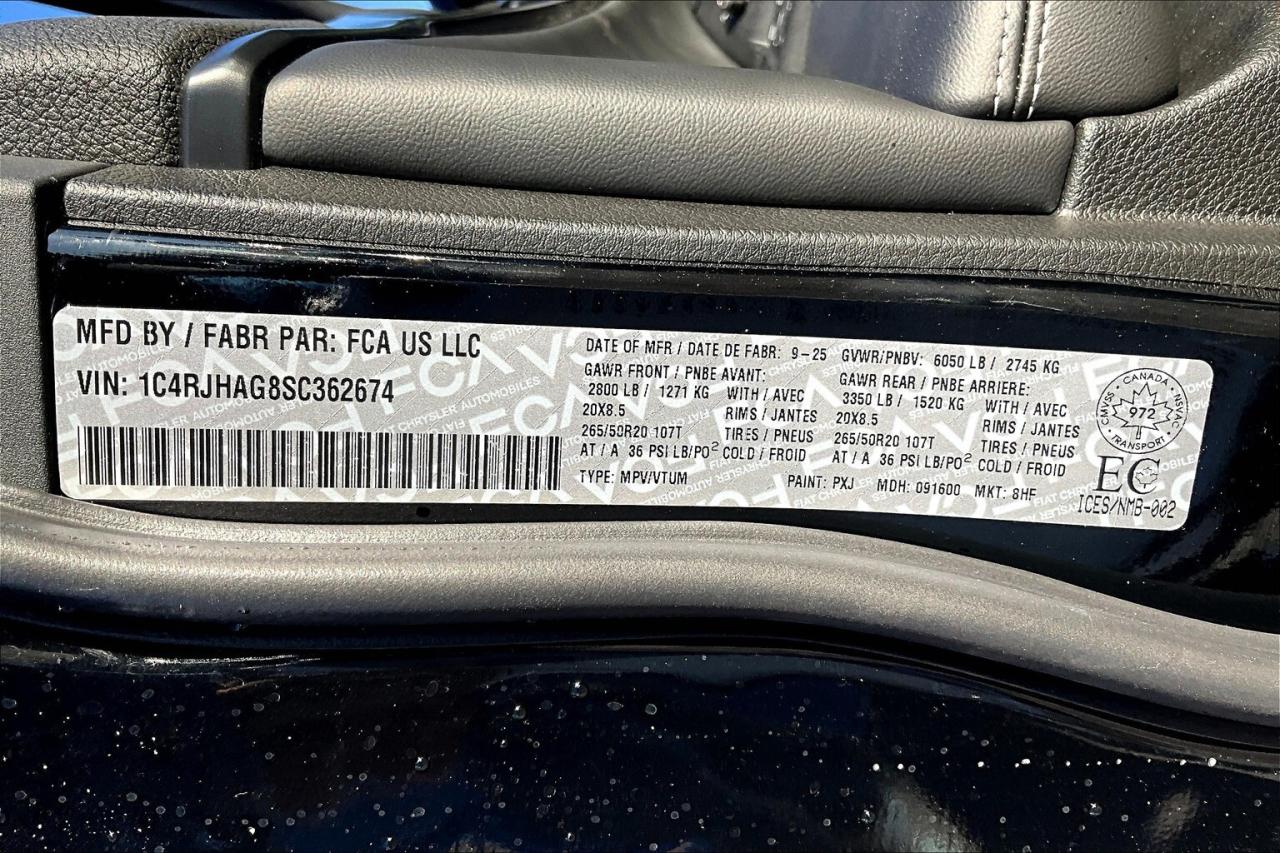 MFD BY / FABR PAR: FCA US LLC
VIN: 1C4RJHAG8SC362674
DATE OF MFR / DATE DE FABR: 9-25 GVWR/PNBV: 6050 LB / 2745 KG
GAWR FRONT / PNBE AVANT: GAWR REAR / PNBE ARRIERE:
2800 LB / 1271 KG WITH / AVEC 3350 LB / 1520 KG WITH / AVEC
20X8.5 RIMS / JANTES 20X8.5 RIMS / JANTES
265/50R20 107T TIRES / PNEUS 265/50R20 107T TIRES / PNEUS
AT / A 36 PSI LB/PO² COLD / FROID AT / A 36 PSI LB/PO² COLD / FROID
TYPE: MPV/VTUM PAINT: PXJ MDH: 091600 MKT: 8HF
CANADA
CMVSS 972 NSVAC
TRANSPORT
EC
ICES/NMB-002
FCA
FIAT CHRYSLER AUTOMOBILES